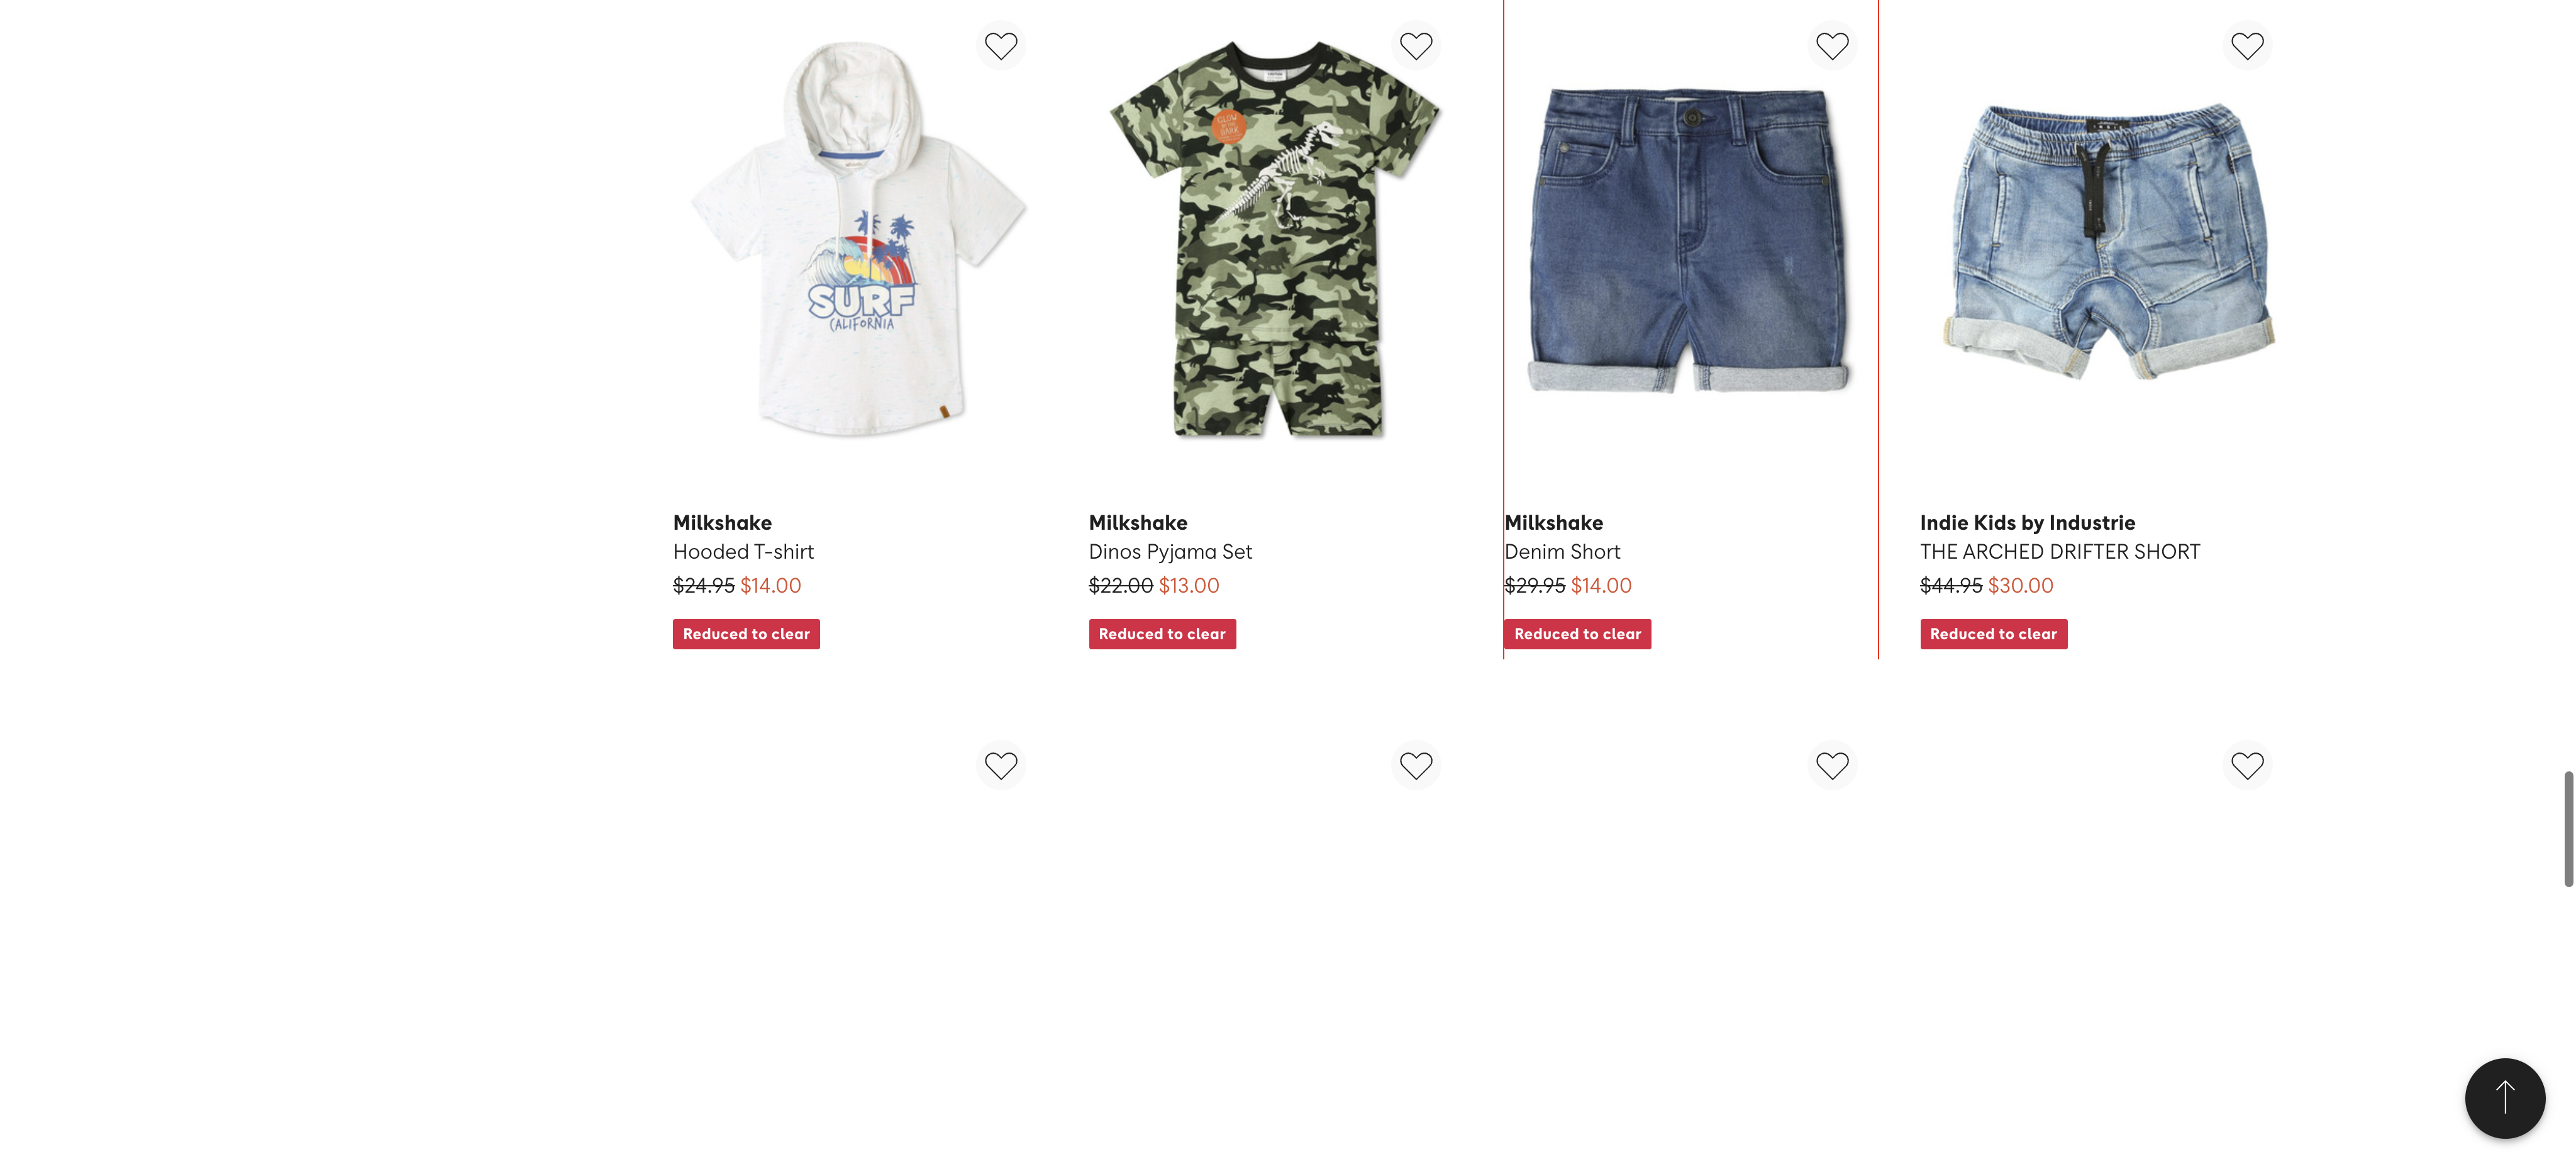 GLOW
IN THE
DARK
SURF
CALIFORNIA
Milkshake
Hooded T-shirt
$24.95 $14.00
Reduced to clear
Milkshake
Dinos Pyjama Set
$22.00 $13.00
Reduced to clear
Milkshake
Denim Short
$29.95 $14.00
Reduced to clear
Indie Kids by Industrie
THE ARCHED DRIFTER SHORT
$44.95 $30.00
Reduced to clear